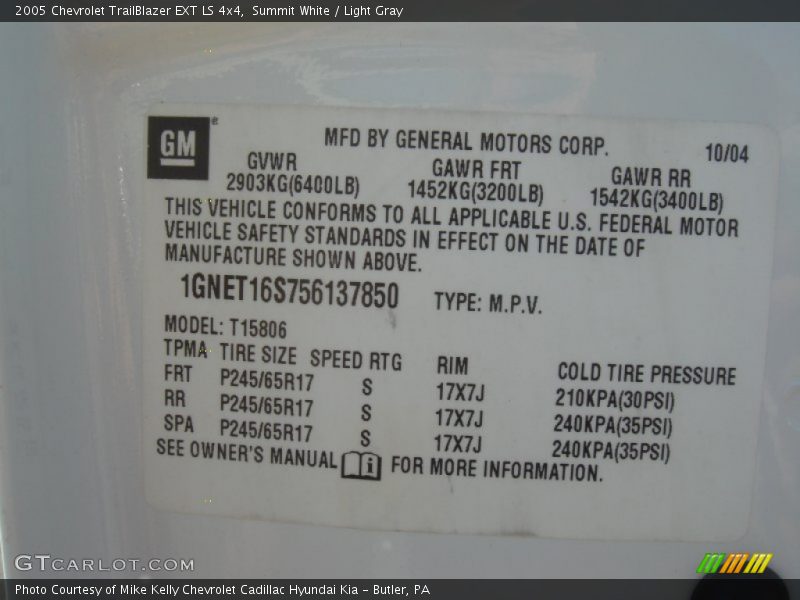 2005 Chevrolet TrailBlazer EXT LS 4x4, Summit White / Light Gray
GM ® MFD BY GENERAL MOTORS CORP. 10/04
GVWR GAWR FRT GAWR RR
2903KG(6400LB) 1452KG(3200LB) 1542KG(3400LB)
THIS VEHICLE CONFORMS TO ALL APPLICABLE U.S. FEDERAL MOTOR
VEHICLE SAFETY STANDARDS IN EFFECT ON THE DATE OF
MANUFACTURE SHOWN ABOVE.
1GNET16S756137850 TYPE: M.P.V.
MODEL: T15806
TPMA TIRE SIZE SPEED RTG RIM COLD TIRE PRESSURE
FRT P245/65R17 S 17X7J 210KPA(30PSI)
RR P245/65R17 S 17X7J 240KPA(35PSI)
SPA P245/65R17 S 17X7J 240KPA(35PSI)
SEE OWNER'S MANUAL i FOR MORE INFORMATION.
GTCARLOT.COM
Photo Courtesy of Mike Kelly Chevrolet Cadillac Hyundai Kia - Butler, PA